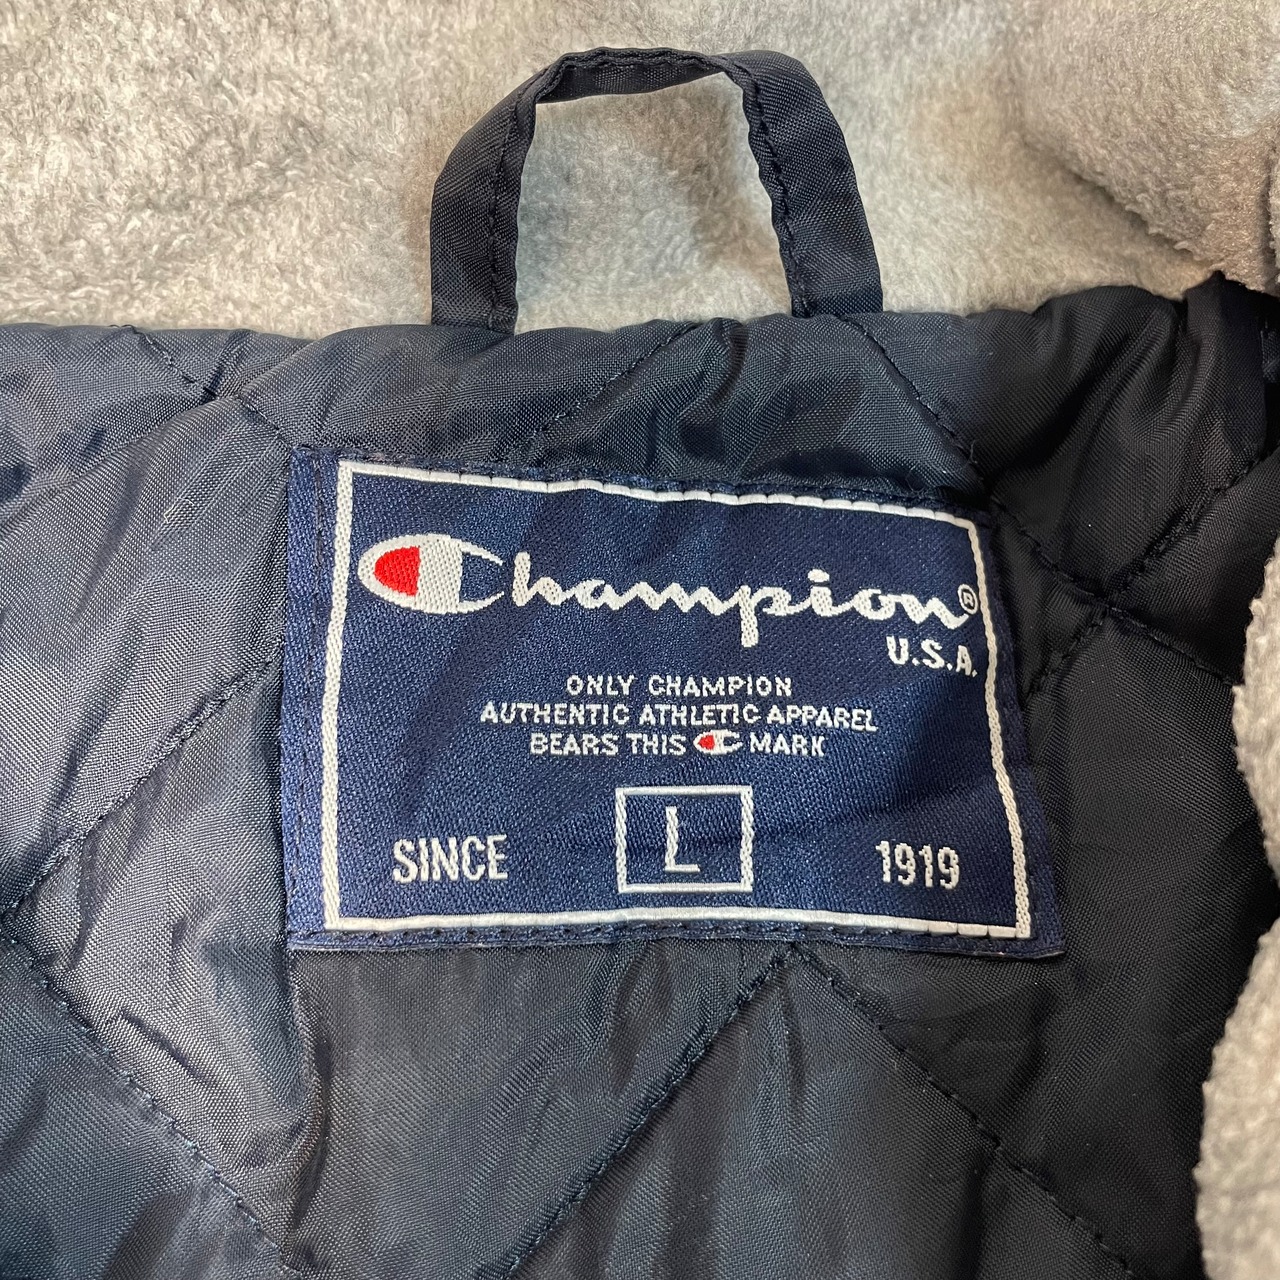 Champion®
U.S.A.
ONLY CHAMPION
AUTHENTIC ATHLETIC APPAREL
BEARS THIS C MARK
L
SINCE 1919